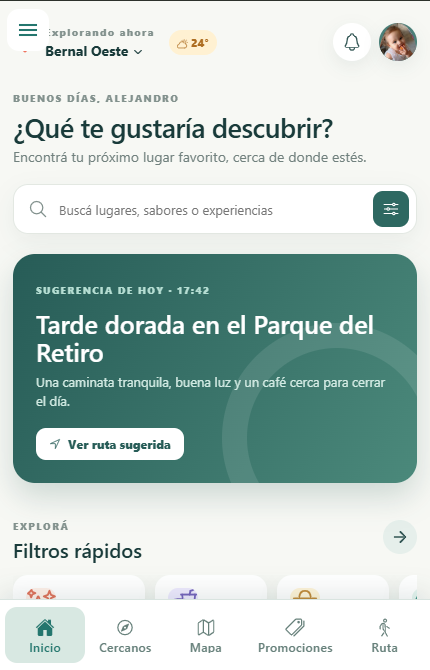 Explorando ahora
Bernal Oeste
24°
BUENOS DÍAS, ALEJANDRO
¿Qué te gustaría descubrir?
Encontrá tu próximo lugar favorito, cerca de donde estés.
Buscá lugares, sabores o experiencias
SUGERENCIA DE HOY · 17:42
Tarde dorada en el Parque del
Retiro
Una caminata tranquila, buena luz y un café cerca para cerrar
el día.
Ver ruta sugerida
EXPLORÁ
Filtros rápidos
Inicio
Cercanos
Mapa
Promociones
Ruta